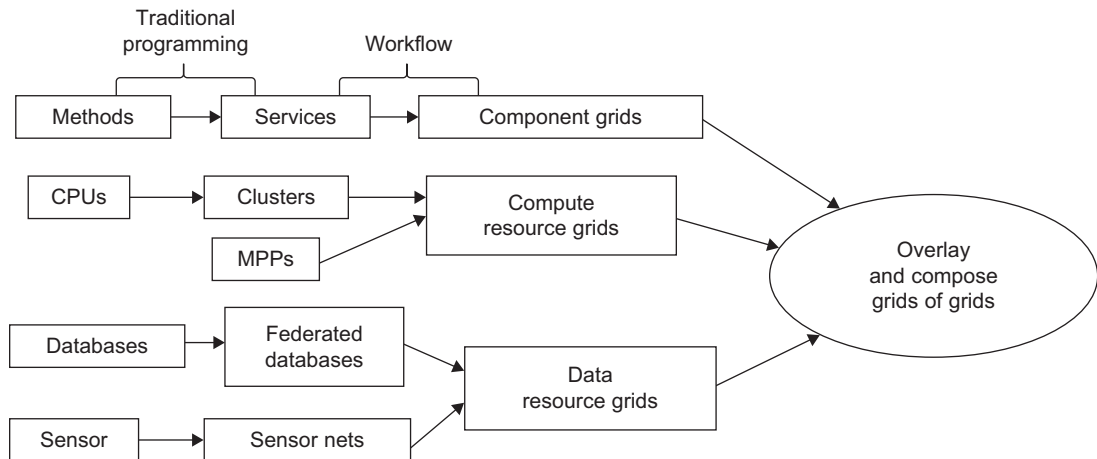 Traditional
programming
Workflow
Methods
Services
Component grids
CPUs
Clusters
Compute
resource grids
MPPs
Overlay
and compose
grids of grids
Databases
Federated
databases
Data
resource grids
Sensor
Sensor nets